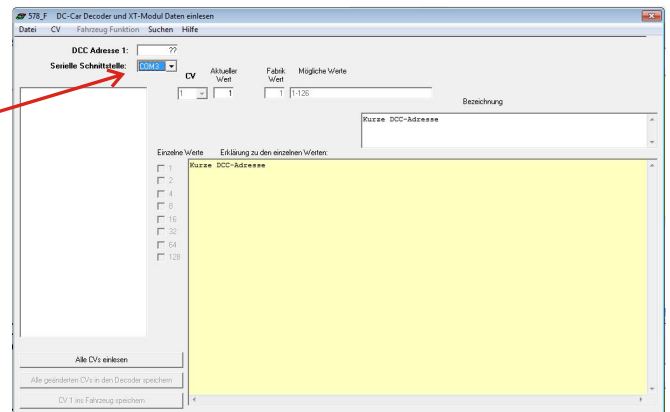 578_F DC-Car Decoder und XT-Modul Daten einlesen
Datei CV Fahrzeug Funktion Suchen Hilfe
DCC Adresse 1: ??
Serielle Schnittstelle: COM3
CV Aktueller Wert Fabrik Wert Mögliche Werte
1 1 1 1-126
Bezeichnung
Kurze DCC-Adresse
Einzelne Werte Erklärung zu den einzelnen Werten:
Kurze DCC-Adresse
1
2
4
8
16
32
64
128
Alle CVs einlesen
Alle geänderten CVs in den Decoder speichern
CV 1 ins Fahrzeug speichern